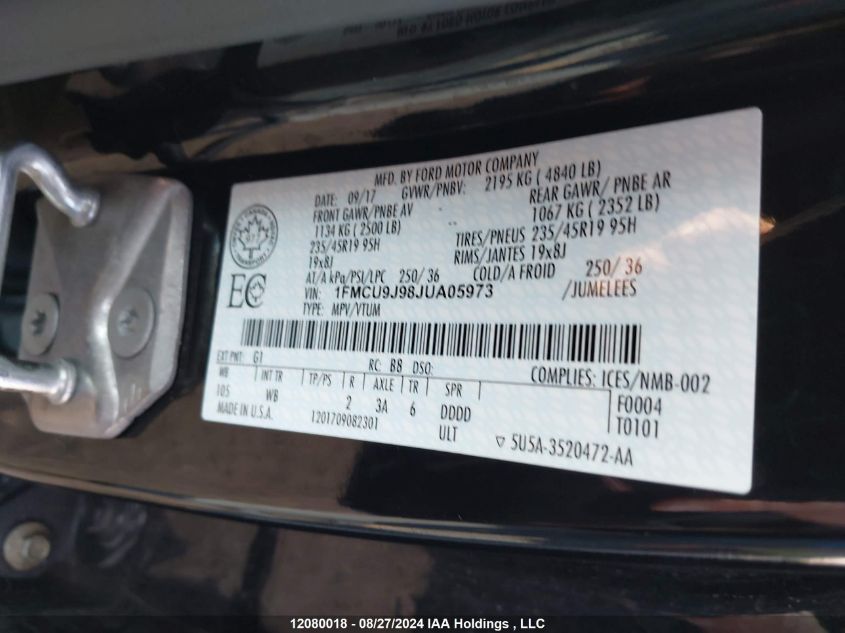 MFD. BY FORD MOTOR COMPANY
DATE: 09/17 GVWR/PNBV: 2195 KG ( 4840 LB)
FRONT GAWR/PNBE AV REAR GAWR/ PNBE AR
1134 KG ( 2500 LB) 1067 KG ( 2352 LB)
235/45R19 95H TIRES/PNEUS 235/45R19 95H
19x8J RIMS/JANTES 19x8J
AT/A kPa/PSI/LPC 250/ 36 COLD/A FROID 250/ 36
VIN: 1FMCU9J98JUA05973 /JUMELEES
TYPE: MPV/VTUM
EC
EXT PNT: G1 RC: B8 DSO: COMPLIES: ICES/NMB-002
WB INT TR TP/PS R AXLE TR SPR F0004
105 WB 2 3A 6 DDDD T0101
MADE IN U.S.A. 1201709082301 ULT ▽ 5U5A-3520472-AA
12080018 - 08/27/2024 IAA Holdings , LLC